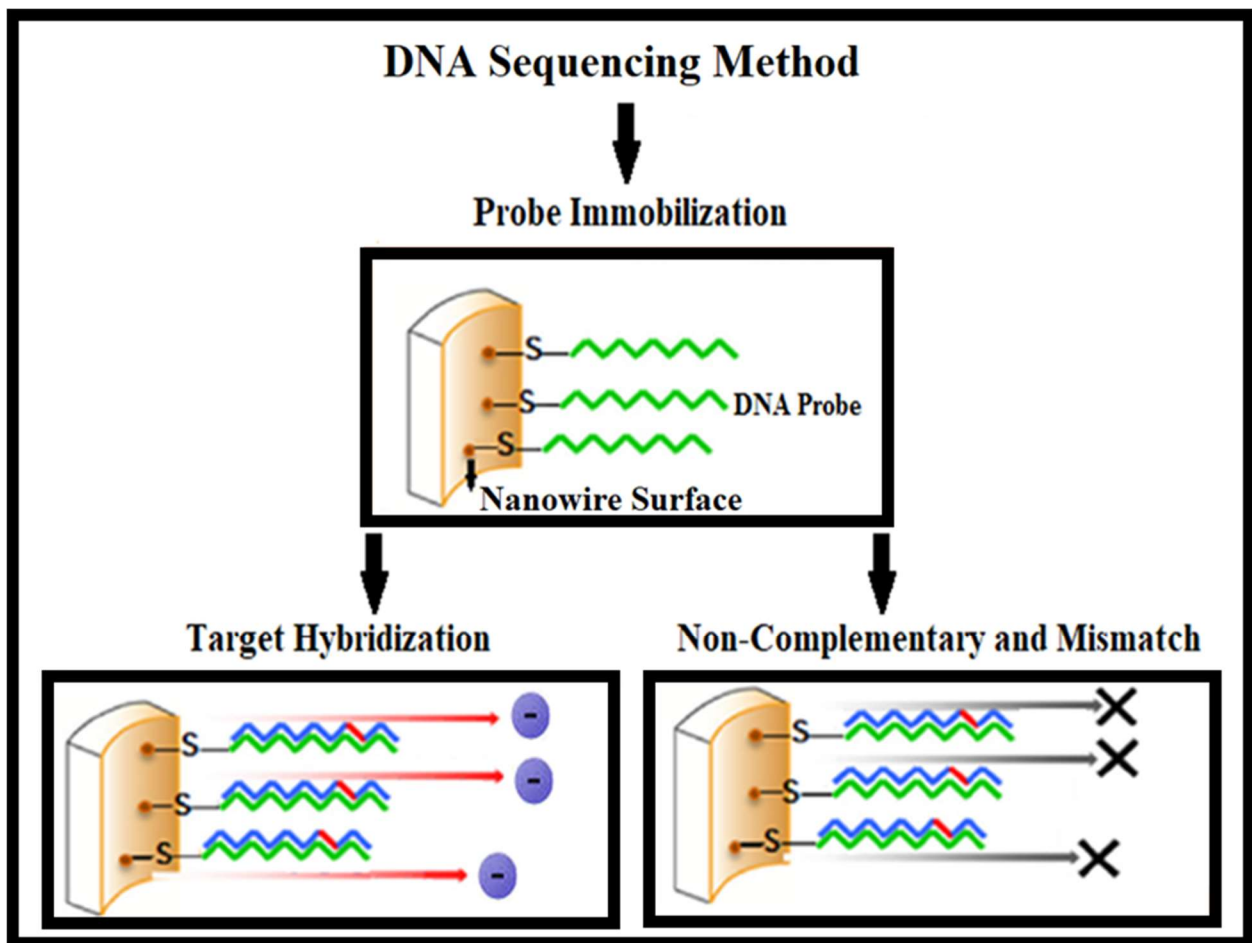 DNA Sequencing Method
Probe Immobilization
S
S
DNA Probe
S
Nanowire Surface
Target Hybridization
Non-Complementary and Mismatch
S
-
S
-
S
-
S
S
S